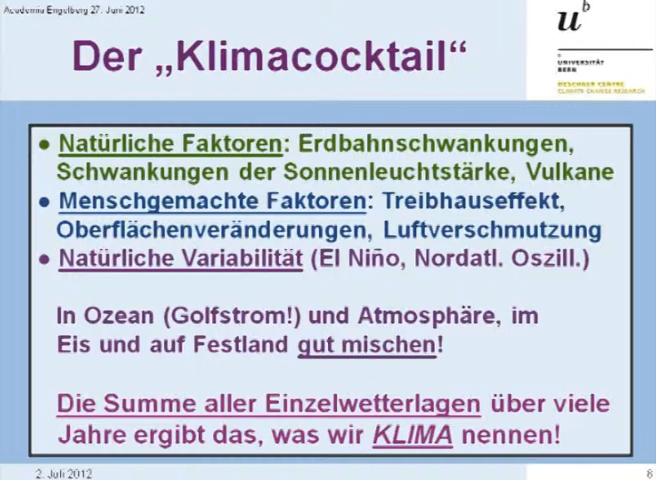 Academia Engelberg 27. Juni 2012
Der „Klimacocktail“
u^b
UNIVERSITÄT
BERN
OESCHGER CENTRE
CLIMATE CHANGE RESEARCH
• Natürliche Faktoren: Erdbahnschwankungen,
Schwankungen der Sonnenleuchtstärke, Vulkane
• Menschgemachte Faktoren: Treibhauseffekt,
Oberflächenveränderungen, Luftverschmutzung
• Natürliche Variabilität (El Niño, Nordatl. Oszill.)
In Ozean (Golfstrom!) und Atmosphäre, im
Eis und auf Festland gut mischen!
Die Summe aller Einzelwetterlagen über viele
Jahre ergibt das, was wir KLIMA nennen!
2. Juli 2012
8